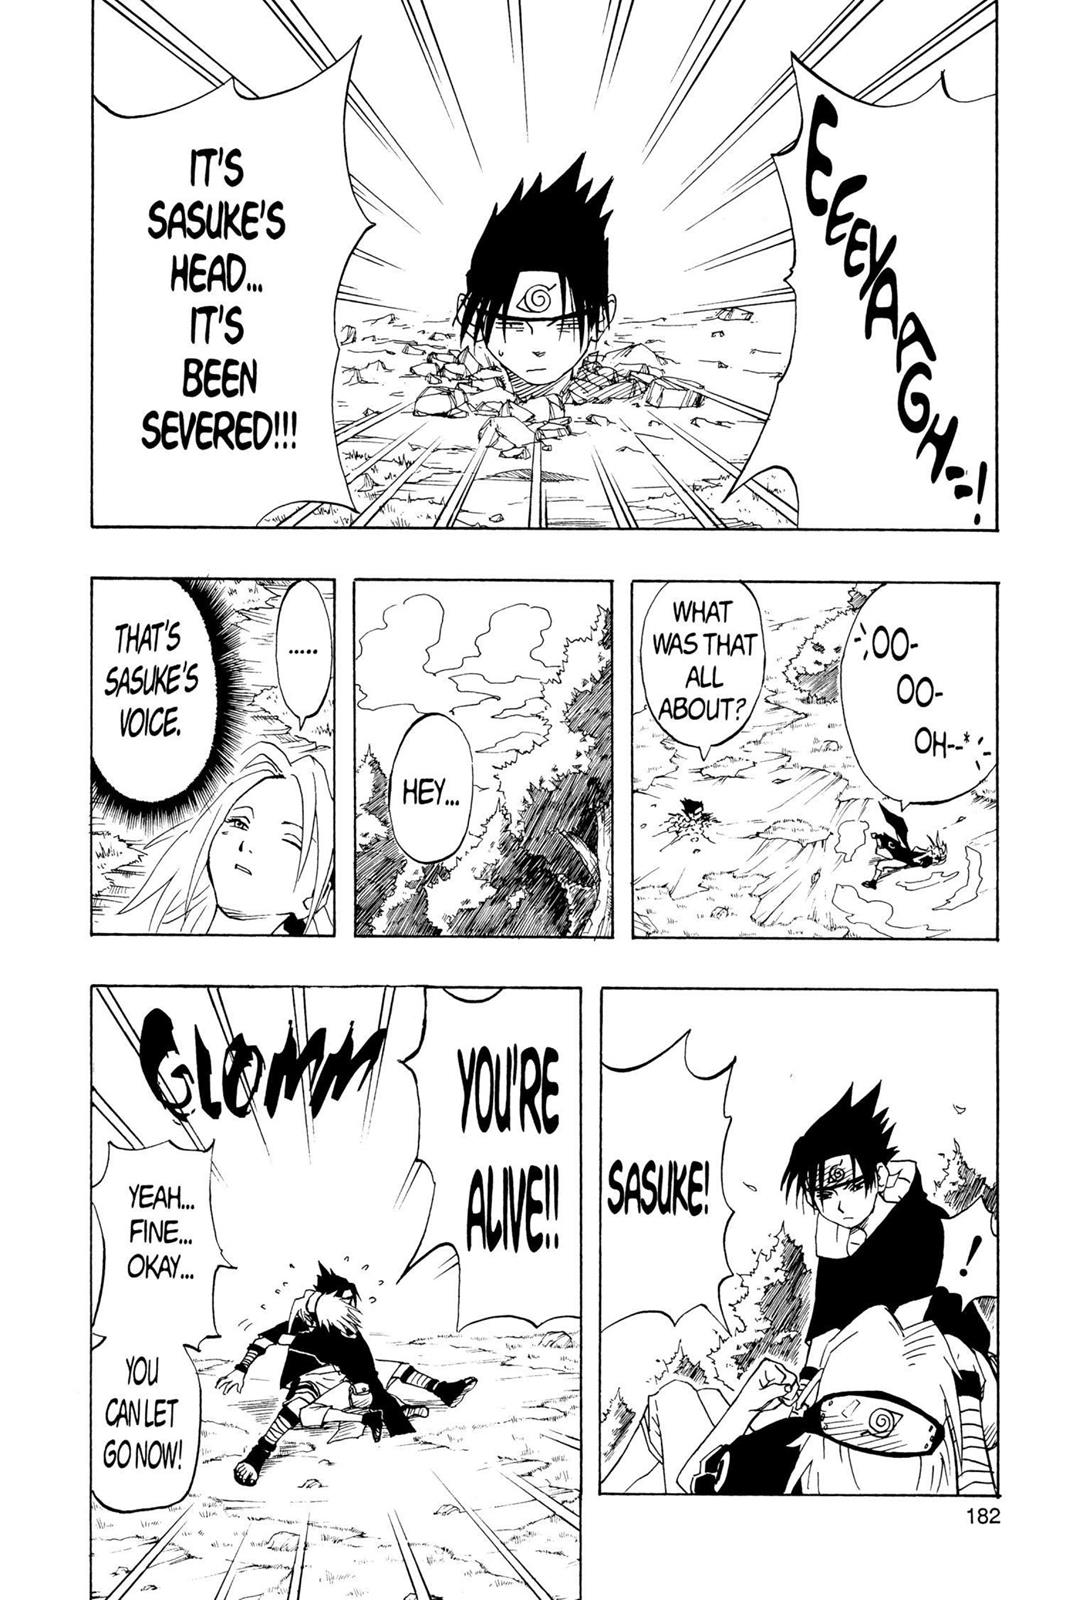 EEEYAAGH--!
IT'S
SASUKE'S
HEAD...
IT'S
BEEN
SEVERED!!!
OO-
OO-
OH--*
WHAT
WAS THAT
ALL
ABOUT?
HEY...
.....
THAT'S
SASUKE'S
VOICE.
!
SASUKE!
YOU'RE
ALIVE!!
GLOMM
YEAH...
FINE...
OKAY...
YOU
CAN LET
GO NOW!
182